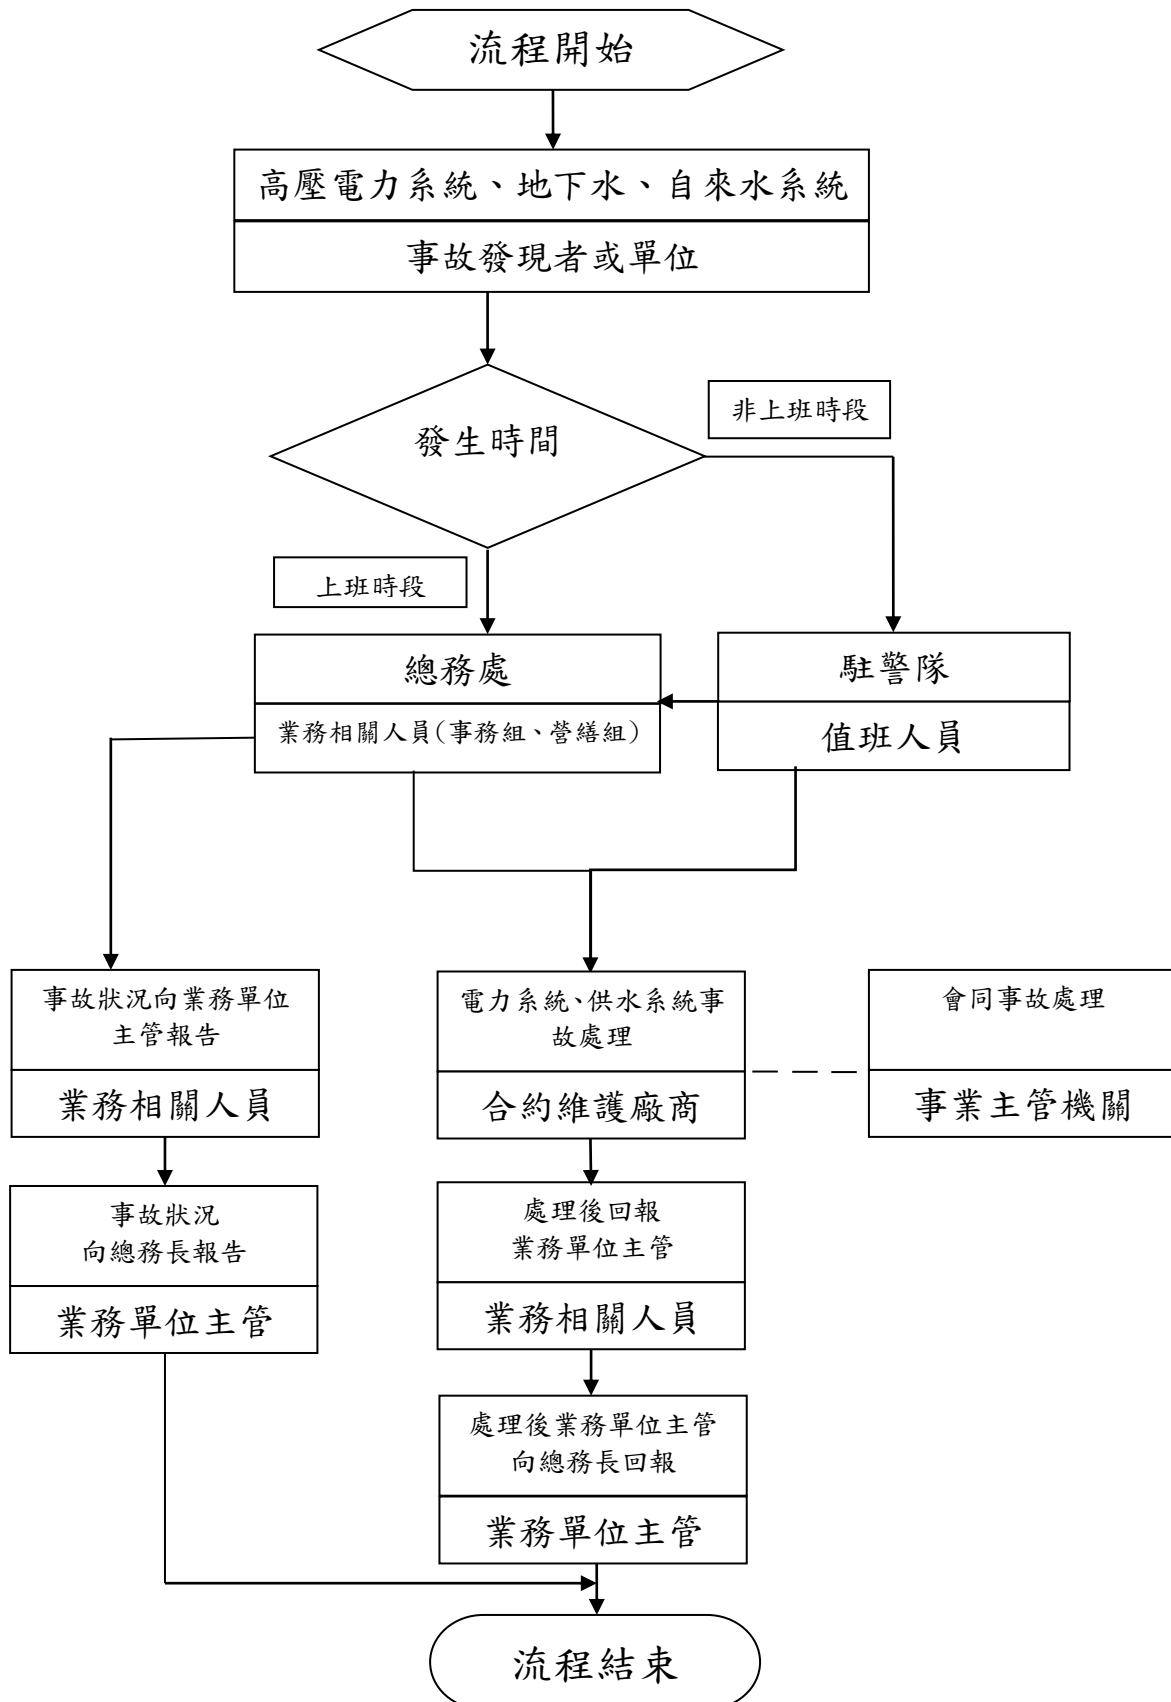 流程開始
高壓電力系統、地下水、自來水系統
事故發現者或單位
發生時間
非上班時段
上班時段
總務處
業務相關人員(事務組、營繕組)
駐警隊
值班人員
事故狀況向業務單位
主管報告
業務相關人員
電力系統、供水系統事
故處理
合約維護廠商
會同事故處理
事業主管機關
事故狀況
向總務長報告
業務單位主管
處理後回報
業務單位主管
業務相關人員
處理後業務單位主管
向總務長回報
業務單位主管
流程結束